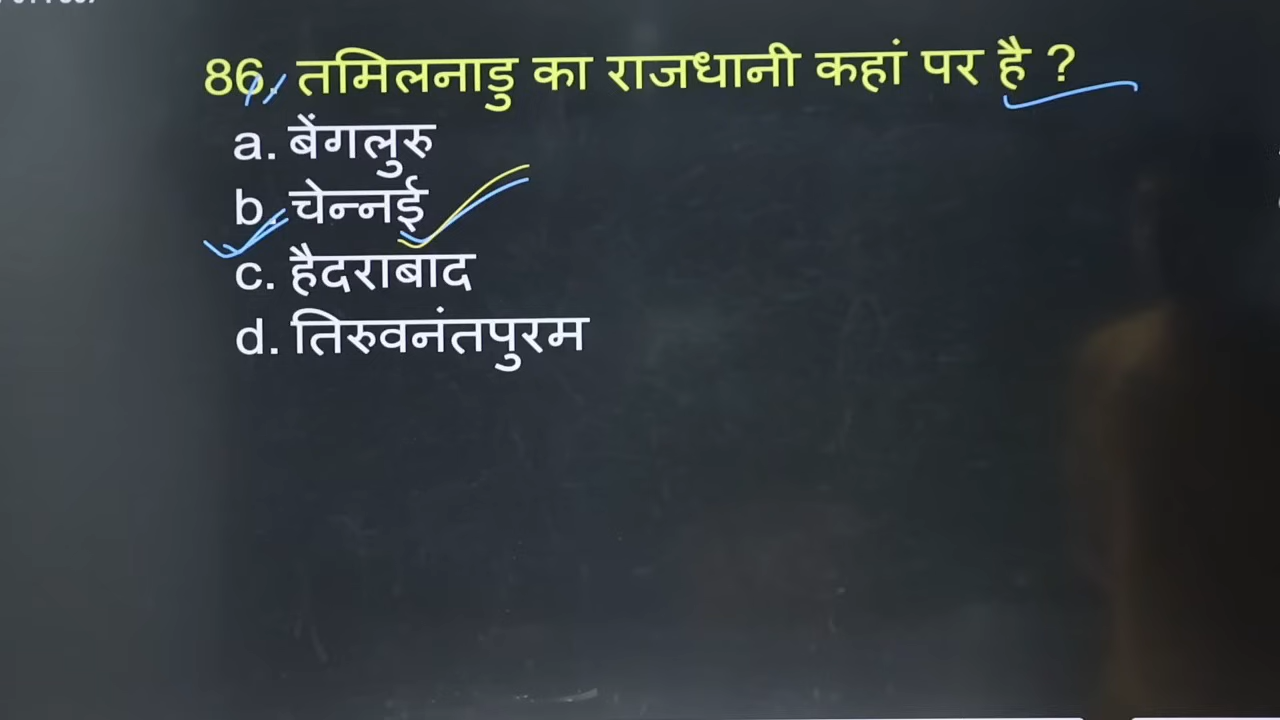 86. तमिलनाडु का राजधानी कहां पर है ?
a. बेंगलुरु
b. चेन्नई
c. हैदराबाद
d. तिरुवनंतपुरम